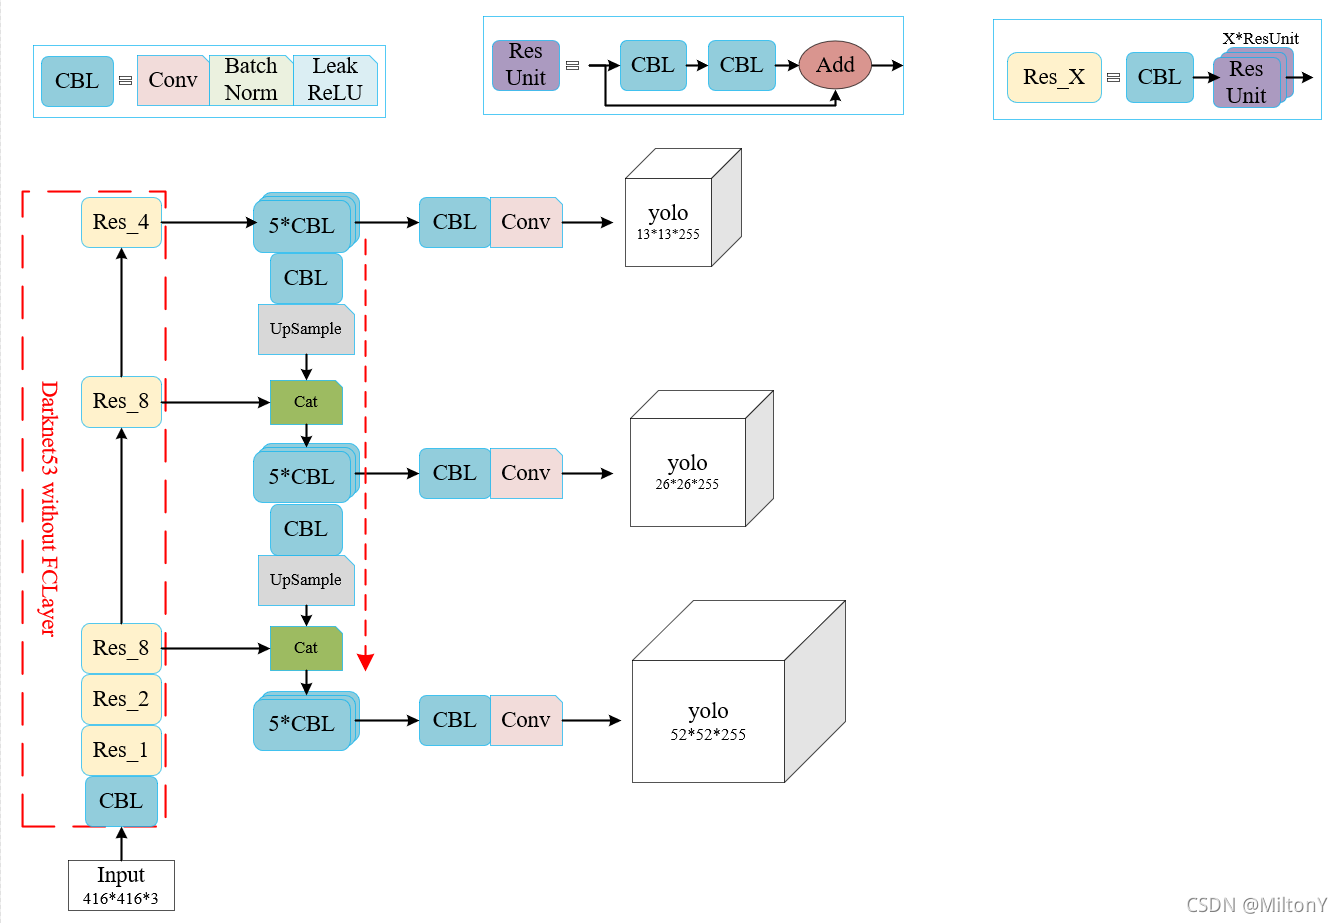 CBL
Conv
Batch
Norm
Leak
ReLU
Res
Unit
CBL
CBL
Add
Res_X
CBL
X*ResUnit
Res
Unit
Res_4
5*CBL
CBL
Conv
yolo
13*13*255
CBL
UpSample
Res_8
Cat
Darknet53 without FCLayer
5*CBL
CBL
Conv
yolo
26*26*255
CBL
UpSample
Res_8
Cat
Res_2
5*CBL
CBL
Conv
yolo
52*52*255
Res_1
CBL
Input
416*416*3
CSDN @MiltonY